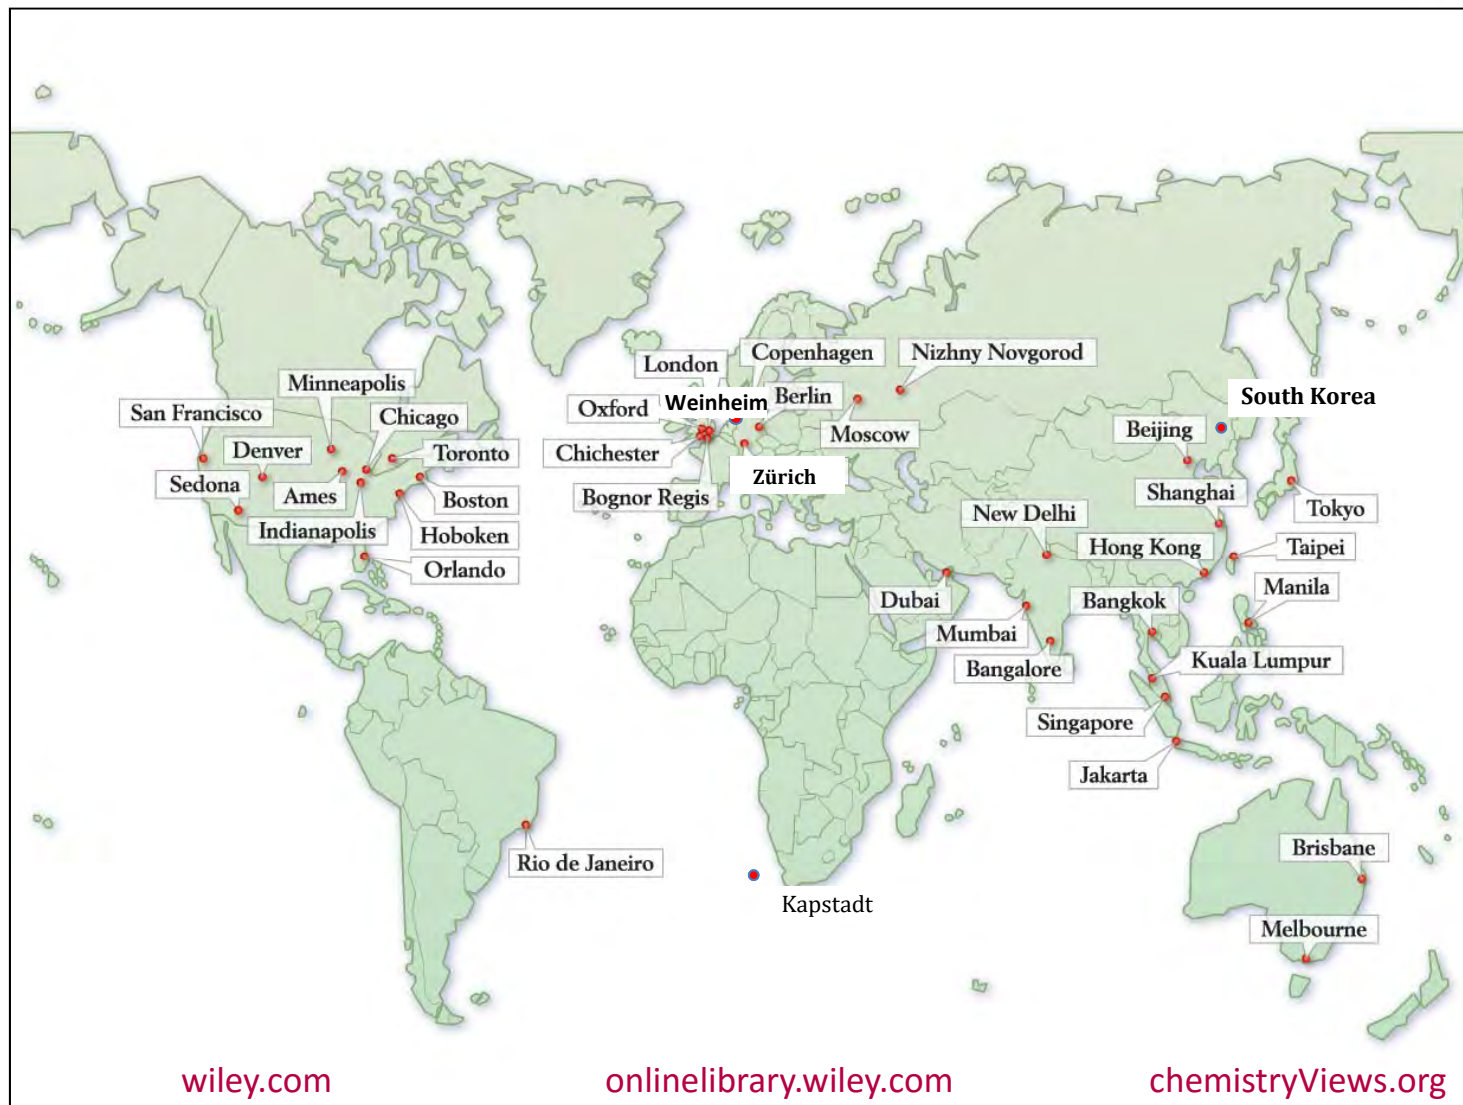 London
Copenhagen
Nizhny Novgorod
Minneapolis
San Francisco
Chicago
Oxford
Weinheim
Berlin
South Korea
Denver
Toronto
Chichester
Moscow
Beijing
Sedona
Ames
Boston
Zürich
Shanghai
Bognor Regis
Tokyo
Indianapolis
Hoboken
New Delhi
Hong Kong
Taipei
Orlando
Dubai
Bangkok
Manila
Mumbai
Bangalore
Kuala Lumpur
Singapore
Jakarta
Rio de Janeiro
Brisbane
Kapstadt
Melbourne
wiley.com
onlinelibrary.wiley.com
chemistryViews.org